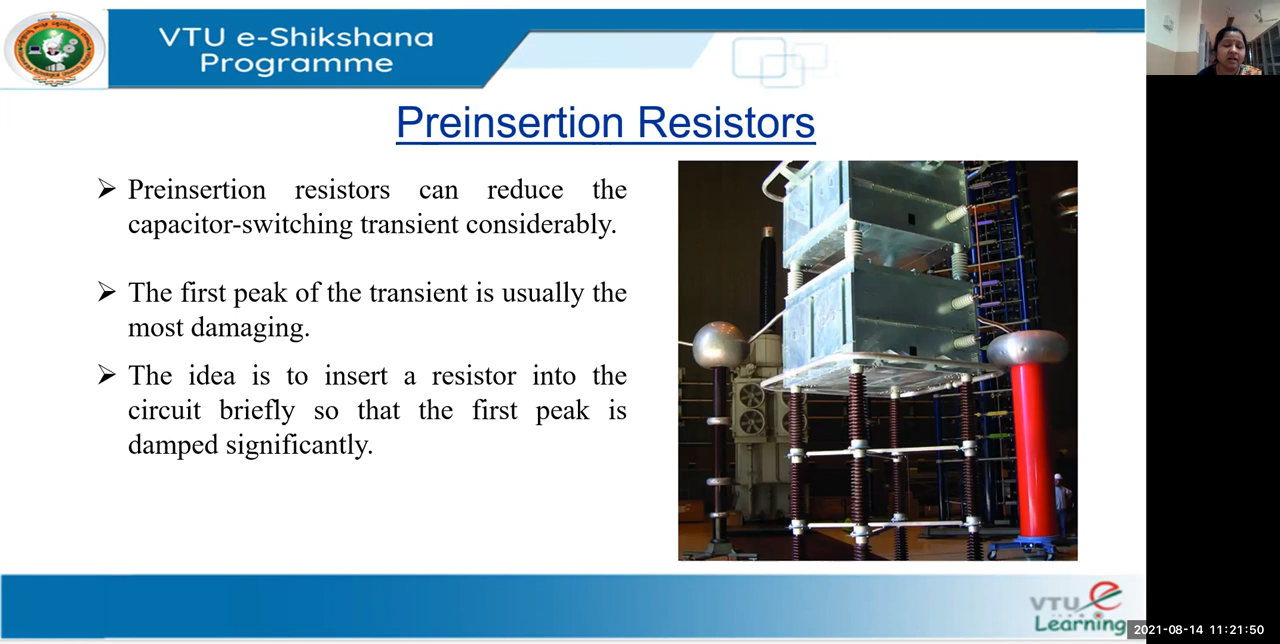 VTU e-Shikshana
Programme
Preinsertion Resistors
➢ Preinsertion resistors can reduce the
capacitor-switching transient considerably.
➢ The first peak of the transient is usually the
most damaging.
➢ The idea is to insert a resistor into the
circuit briefly so that the first peak is
damped significantly.
VTU e
Learning
2021-08-14 11:21:50